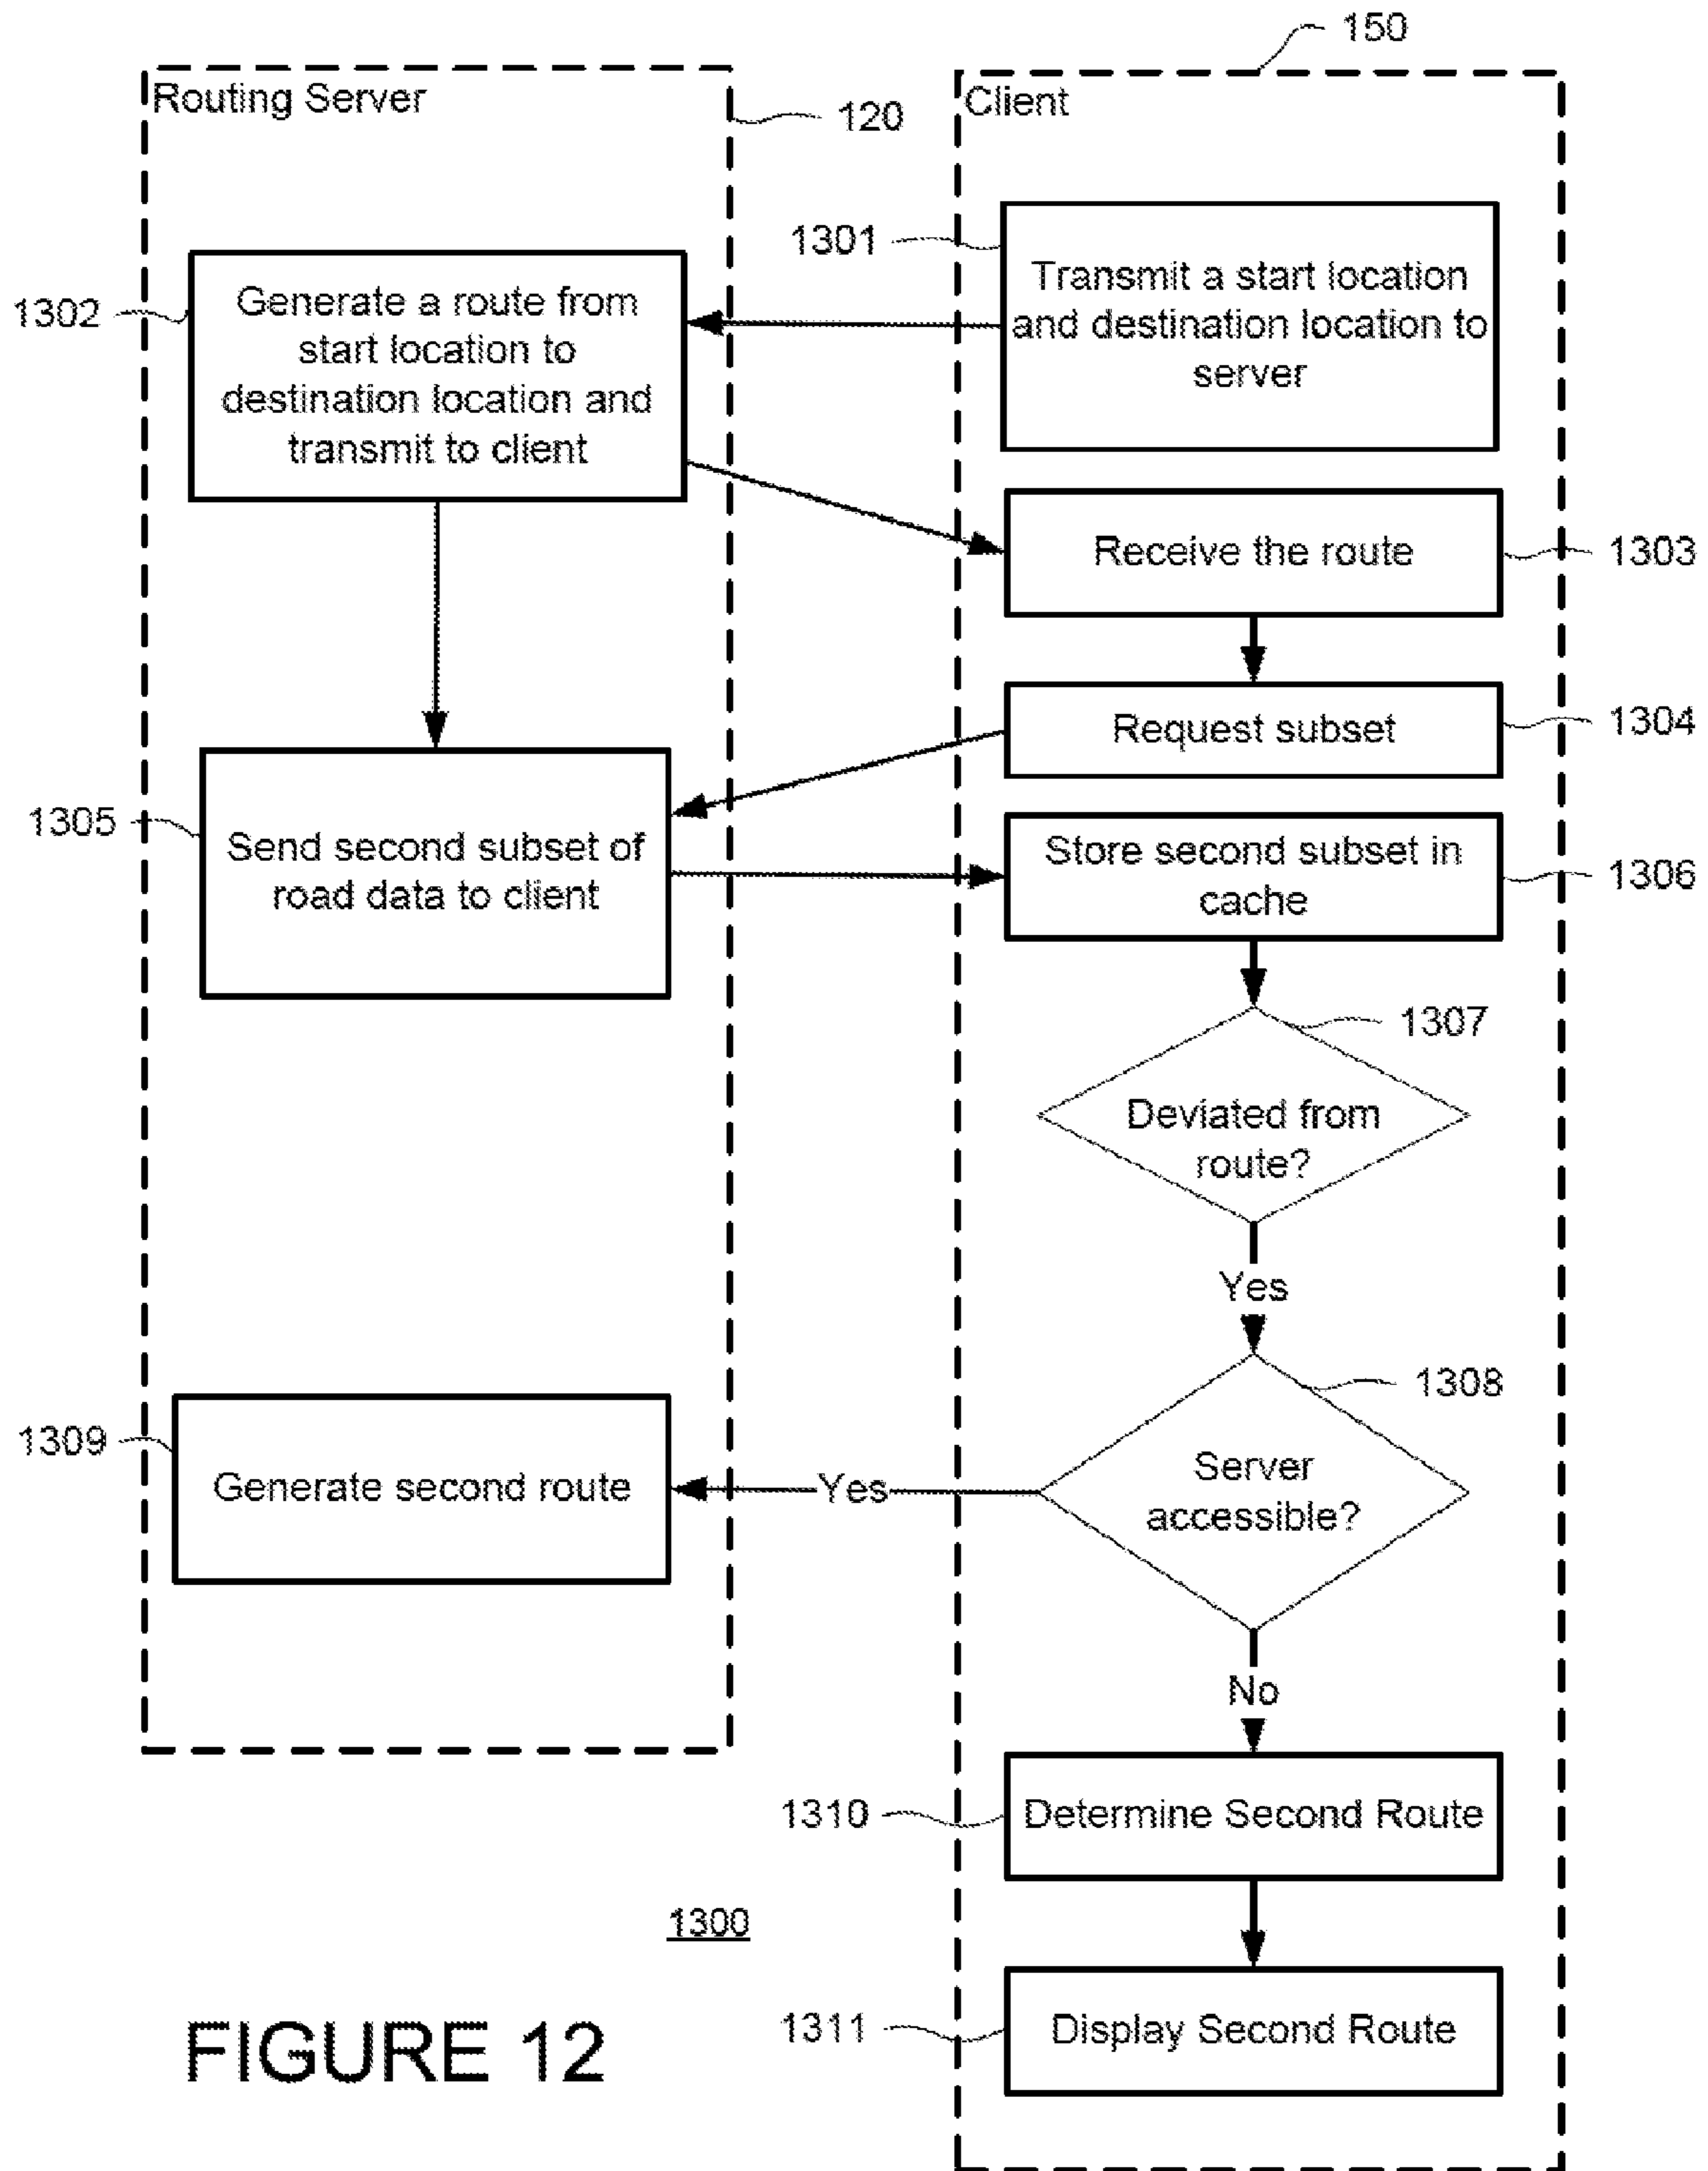 150
Routing Server
120
Client
1301
Transmit a start location
and destination location to
server
1302
Generate a route from
start location to
destination location and
transmit to client
Receive the route
1303
Request subset
1304
1305
Send second subset of
road data to client
Store second subset in
cache
1306
1307
Deviated from
route?
Yes
1308
Server
accessible?
Yes
1309
Generate second route
No
1310
Determine Second Route
1300
1311
Display Second Route
FIGURE 12